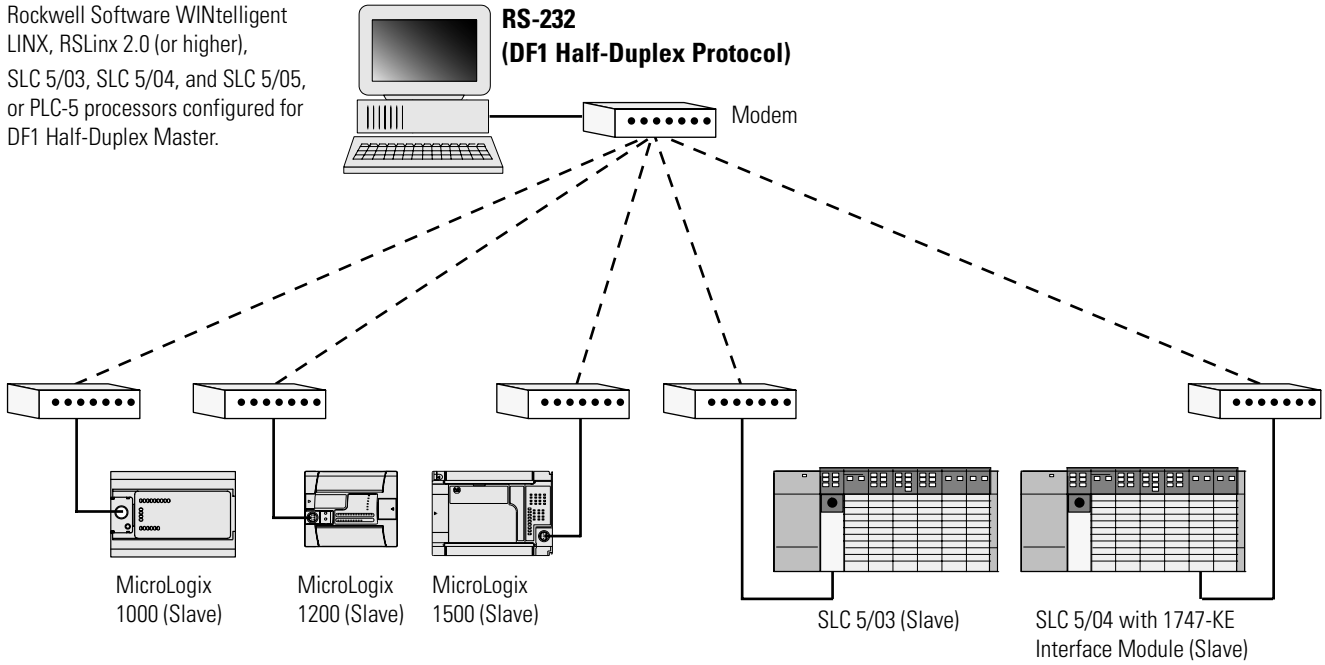 Rockwell Software WINtelligent
LINX, RSLinx 2.0 (or higher),
SLC 5/03, SLC 5/04, and SLC 5/05,
or PLC-5 processors configured for
DF1 Half-Duplex Master.
RS-232
(DF1 Half-Duplex Protocol)
Modem
MicroLogix
1000 (Slave)
MicroLogix
1200 (Slave)
MicroLogix
1500 (Slave)
SLC 5/03 (Slave)
SLC 5/04 with 1747-KE
Interface Module (Slave)